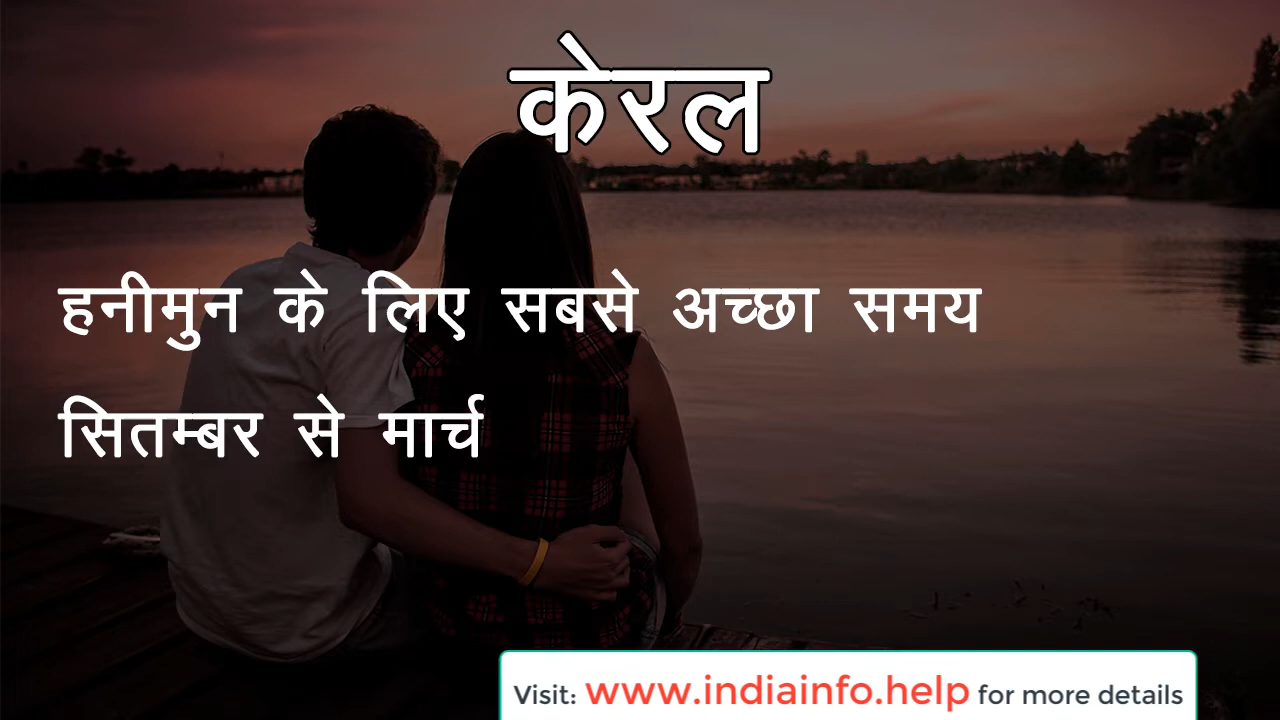 केरल
हनीमुन के लिए सबसे अच्छा समय
सितम्बर से मार्च
Visit: www.indiainfo.help for more details